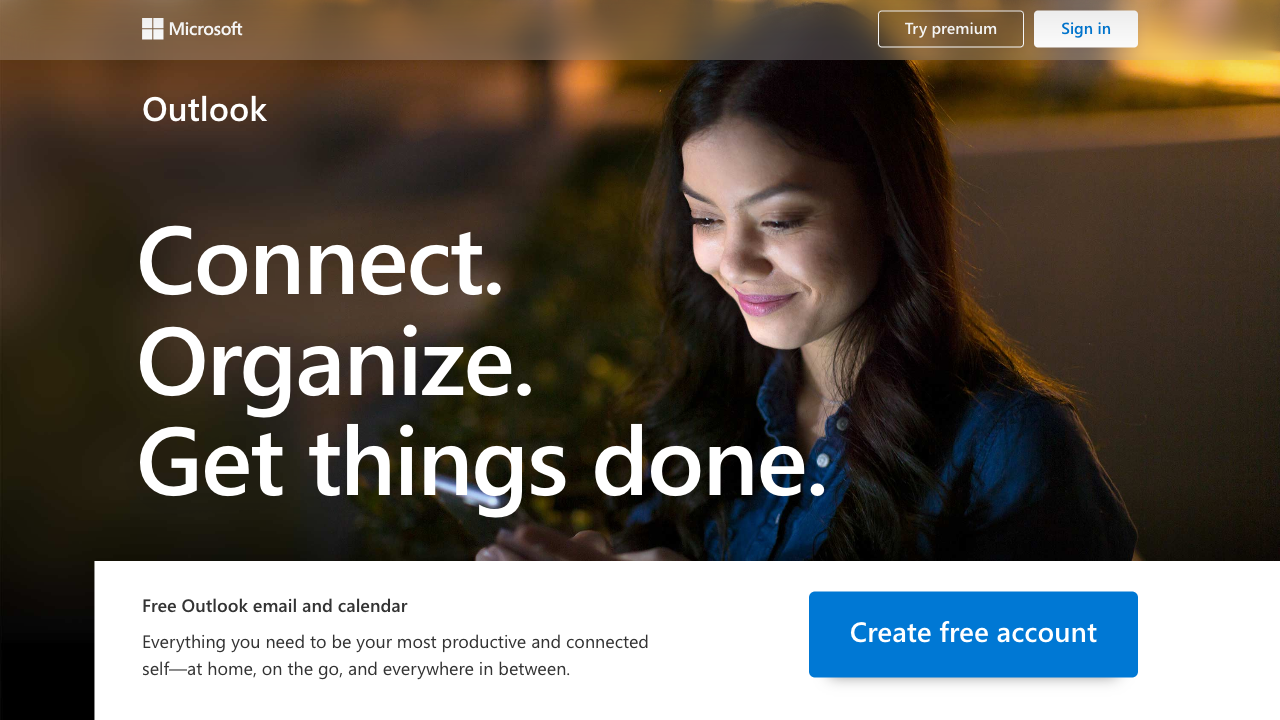 Microsoft
Try premium
Sign in
Outlook
Connect.
Organize.
Get things done.
Free Outlook email and calendar
Everything you need to be your most productive and connected
self—at home, on the go, and everywhere in between.
Create free account